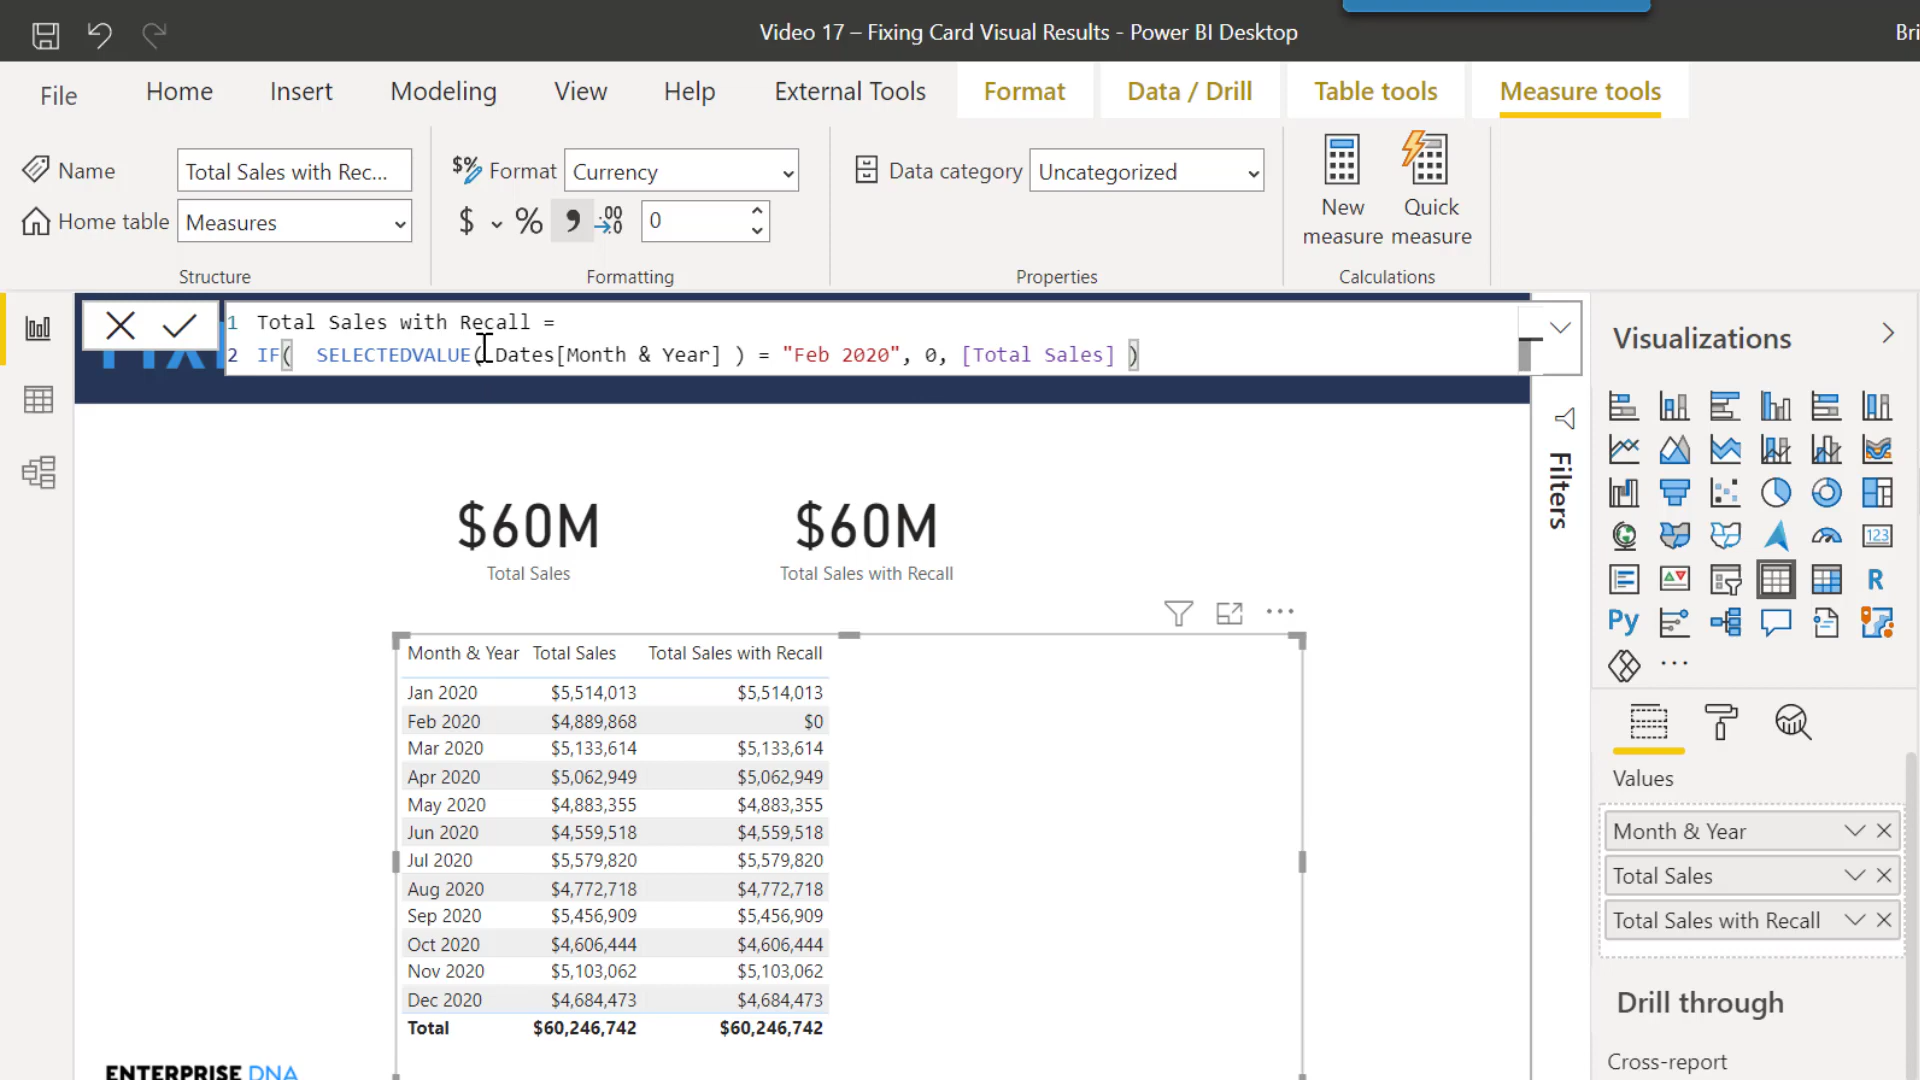 Video 17 – Fixing Card Visual Results - Power BI Desktop
Bri
File Home Insert Modeling View Help External Tools Format Data / Drill Table tools Measure tools
Name Total Sales with Rec... $% Format Currency Data category Uncategorized
Home table Measures $ % , .00 0
New measure
Quick measure
Structure Formatting Properties Calculations
1 Total Sales with Recall =
2 IF( SELECTEDVALUE( Dates[Month & Year] ) = "Feb 2020", 0, [Total Sales] )
Visualizations
Filters
$60M
Total Sales
$60M
Total Sales with Recall
Month & Year Total Sales Total Sales with Recall
Jan 2020 $5,514,013 $5,514,013
Feb 2020 $4,889,868 $0
Mar 2020 $5,133,614 $5,133,614
Apr 2020 $5,062,949 $5,062,949
May 2020 $4,883,355 $4,883,355
Jun 2020 $4,559,518 $4,559,518
Jul 2020 $5,579,820 $5,579,820
Aug 2020 $4,772,718 $4,772,718
Sep 2020 $5,456,909 $5,456,909
Oct 2020 $4,606,444 $4,606,444
Nov 2020 $5,103,062 $5,103,062
Dec 2020 $4,684,473 $4,684,473
Total $60,246,742 $60,246,742
123
R
Py
Values
Month & Year
Total Sales
Total Sales with Recall
Drill through
Cross-report
ENTERPRISE DNA